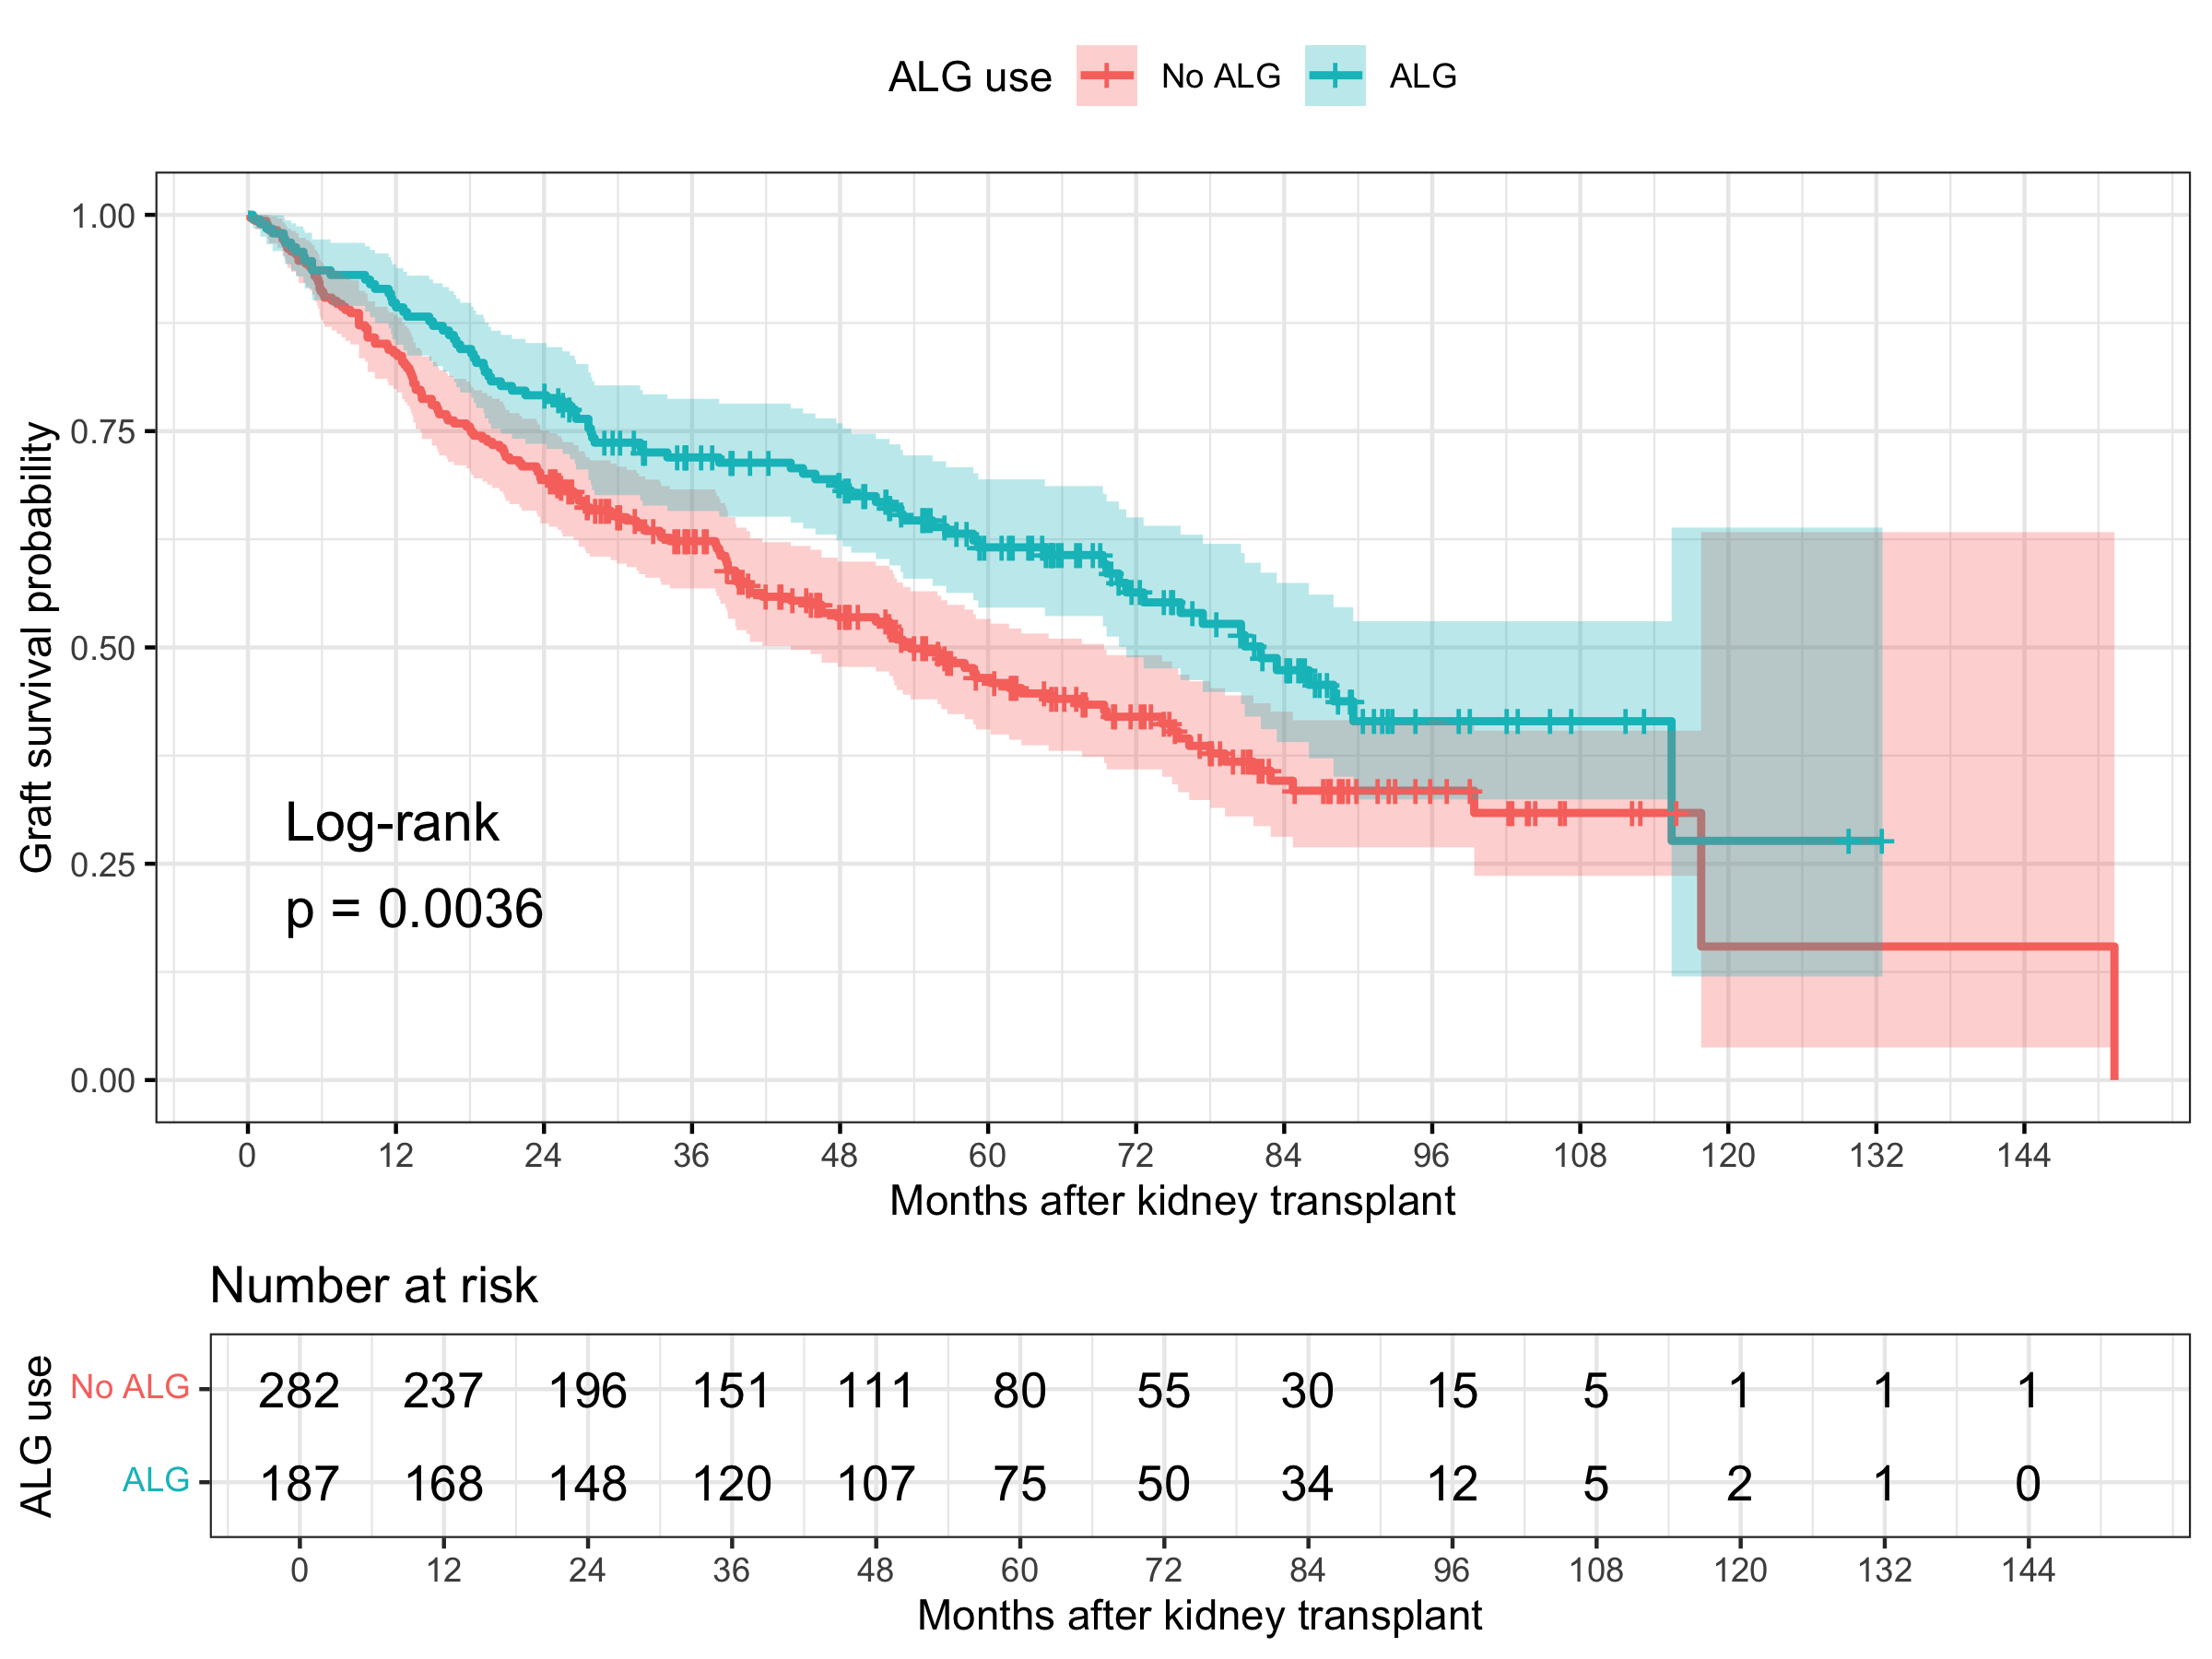 ALG use No ALG ALG
Graft survival probability
1.00
0.75
0.50
0.25
0.00
Log-rank
p = 0.0036
0 12 24 36 48 60 72 84 96 108 120 132 144
Months after kidney transplant
Number at risk
ALG use
No ALG 282 237 196 151 111 80 55 30 15 5 1 1 1
ALG 187 168 148 120 107 75 50 34 12 5 2 1 0
0 12 24 36 48 60 72 84 96 108 120 132 144
Months after kidney transplant